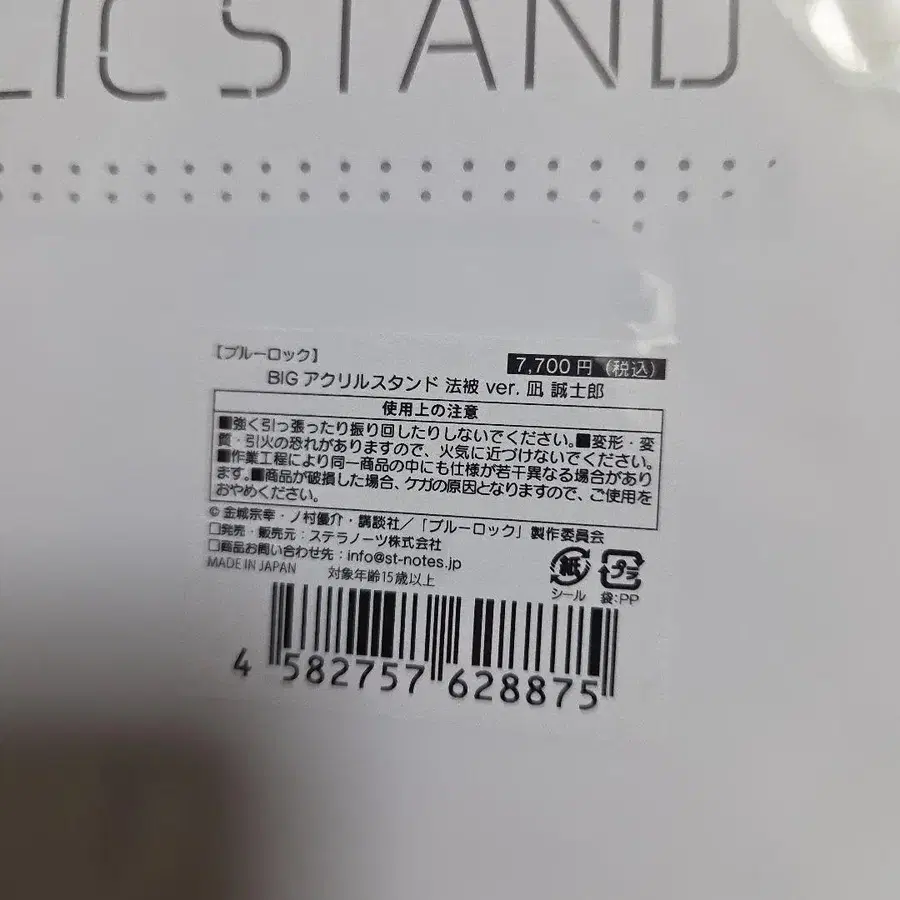 LIC STAND
【ブルーロック】
7,700円 (税込)
BIG アクリルスタンド 法被 ver. 凪 誠士郎
使用上の注意
■強く引っ張ったり振り回したりしないでください。■変形・変
質・引火の恐れがありますので、火気に近づけないでください。
■作業工程により同一商品の中にも仕様が若干異なる場合があり
ます。■商品が破損した場合、ケガの原因となりますので、ご使用を
おやめください。
© 金城宗幸・ノ村優介・講談社/「ブルーロック」製作委員会
□発売・販売元：ステラノーツ株式会社
□商品お問い合わせ先：info@st-notes.jp
MADE IN JAPAN 対象年齢15歳以上
紙 プラ
シール 袋:PP
4 582757 628875